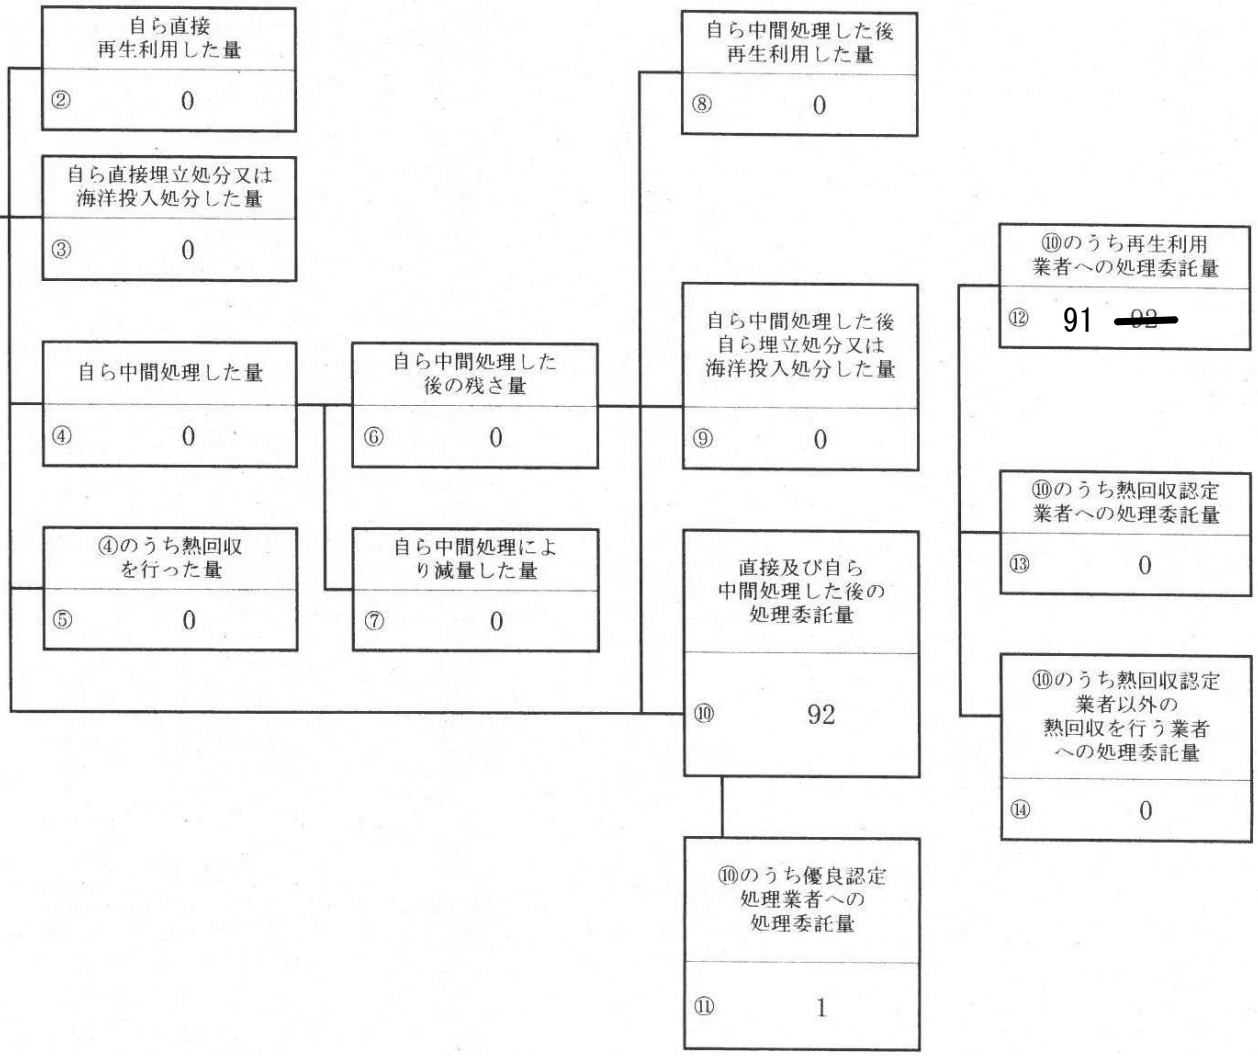 自ら直接
再生利用した量
② 0
自ら直接埋立処分又は
海洋投入処分した量
③ 0
自ら中間処理した量
④ 0
④のうち熱回収
を行った量
⑤ 0
自ら中間処理した
後の残さ量
⑥ 0
自ら中間処理によ
り減量した量
⑦ 0
自ら中間処理した後
再生利用した量
⑧ 0
自ら中間処理した後
自ら埋立処分又は
海洋投入処分した量
⑨ 0
直接及び自ら
中間処理した後の
処理委託量
⑩ 92
⑩のうち優良認定
処理業者への
処理委託量
⑪ 1
⑩のうち再生利用
業者への処理委託量
⑫ 91 92
⑩のうち熱回収認定
業者への処理委託量
⑬ 0
⑩のうち熱回収認定
業者以外の
熱回収を行う業者
への処理委託量
⑭ 0